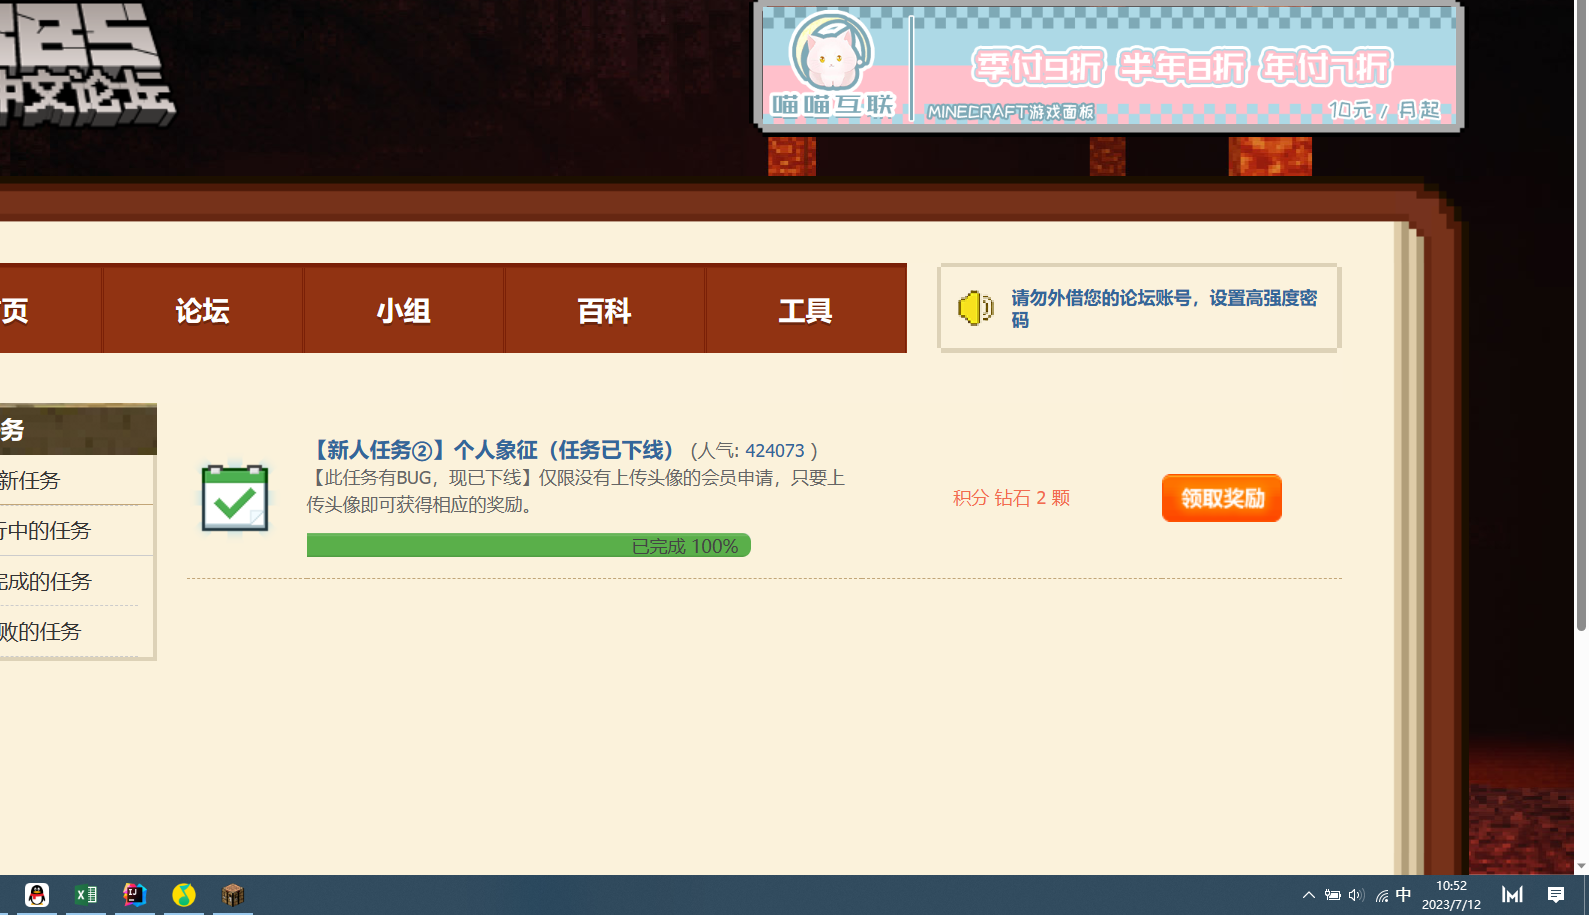 BBS
中文论坛
喵喵互联
季付9折 半年8折 年付7折
MINECRAFT游戏面板
10元 / 月起
页
论坛
小组
百科
工具
请勿外借您的论坛账号，设置高强度密
码
务
新任务
行中的任务
完成的任务
败的任务
【新人任务②】个人象征（任务已下线） (人气: 424073 )
【此任务有BUG，现已下线】仅限没有上传头像的会员申请，只要上
传头像即可获得相应的奖励。
已完成 100%
积分 钻石 2 颗
领取奖励
中
10:52
2023/7/12